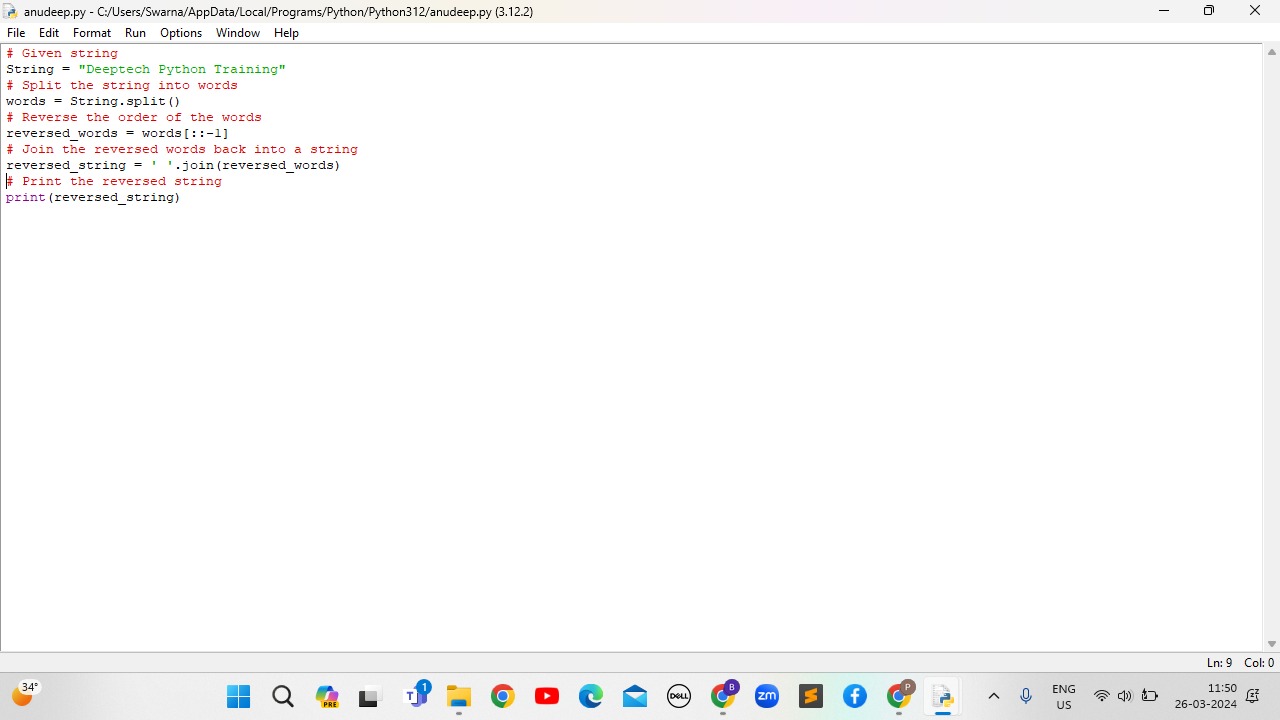 anudeep.py - C:/Users/Swarna/AppData/Local/Programs/Python/Python312/anudeep.py (3.12.2)
File Edit Format Run Options Window Help
# Given string
String = "Deeptech Python Training"
# Split the string into words
words = String.split()
# Reverse the order of the words
reversed_words = words[::-1]
# Join the reversed words back into a string
reversed_string = ' '.join(reversed_words)
# Print the reversed string
print(reversed_string)
Ln: 9 Col: 0
34°
PRE
T
1
DELL
B
zm
P
ENG
US
11:50
26-03-2024